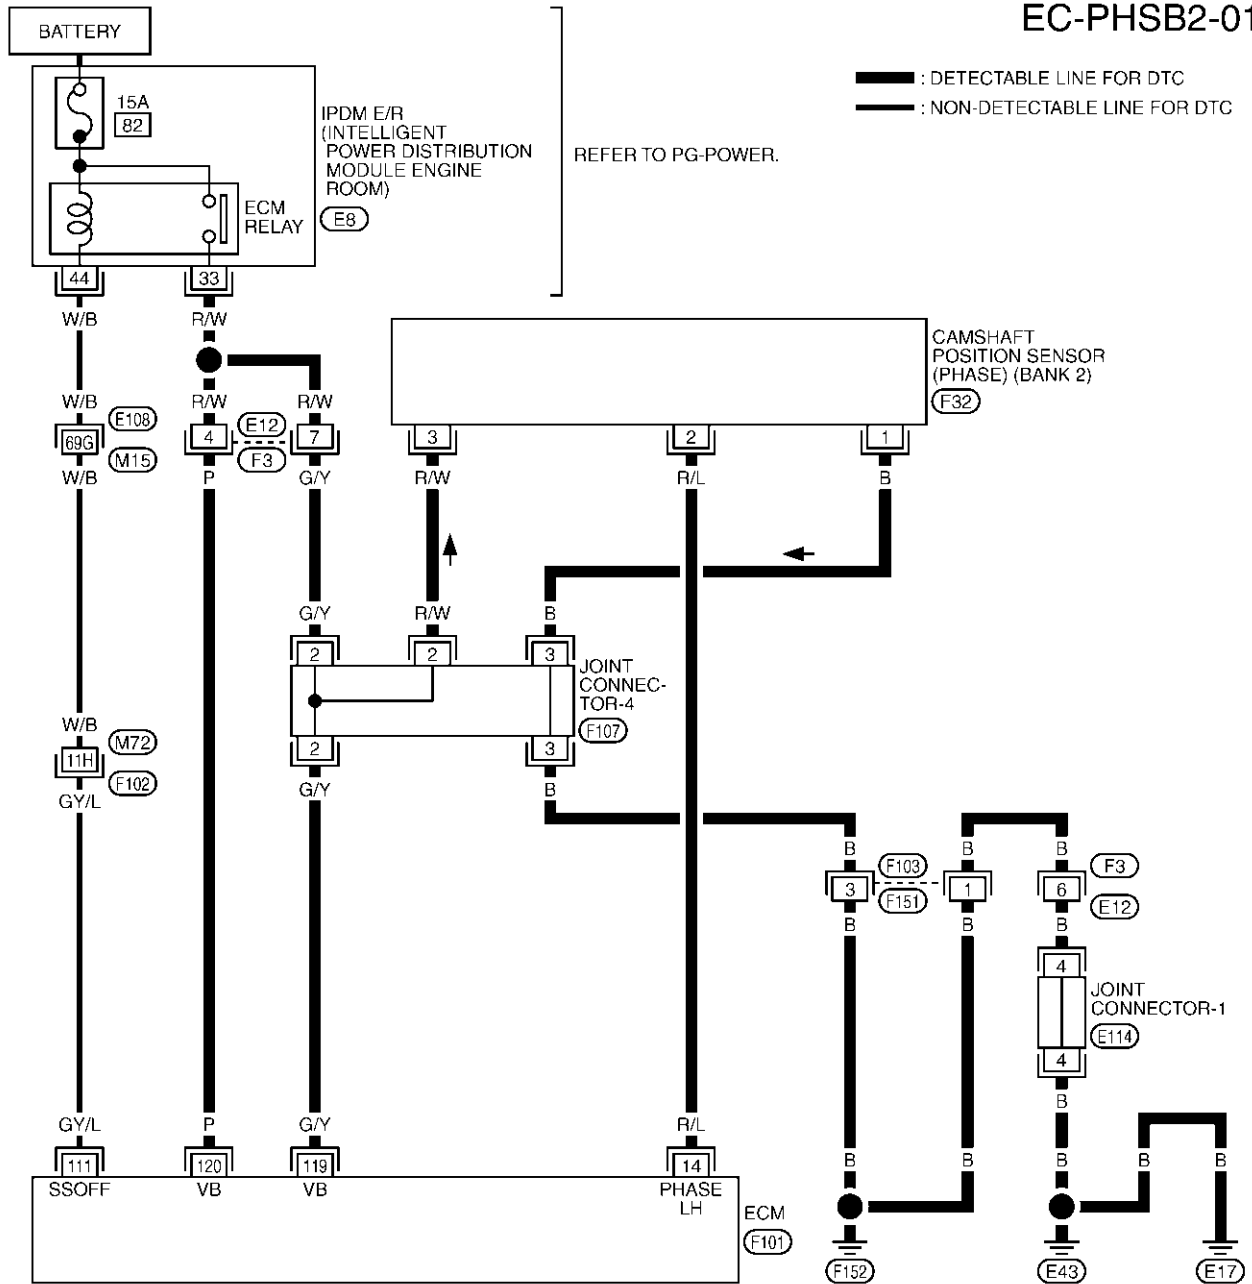 EC-PHSB2-01
BATTERY
: DETECTABLE LINE FOR DTC
: NON-DETECTABLE LINE FOR DTC
15A
82
IPDM E/R
(INTELLIGENT
POWER DISTRIBUTION
MODULE ENGINE
ROOM)
E8
REFER TO PG-POWER.
ECM
RELAY
44
33
W/B
R/W
CAMSHAFT
POSITION SENSOR
(PHASE) (BANK 2)
F32
W/B
R/W
R/W
E108
69G
M15
4
E12
F3
7
3
2
1
W/B
P
G/Y
R/W
R/L
B
G/Y
R/W
B
2
2
3
JOINT
CONNEC-
TOR-4
F107
2
3
W/B
M72
11H
F102
GY/L
G/Y
B
B
B
B
3
F103
F151
1
6
F3
E12
B
B
B
4
JOINT
CONNECTOR-1
E114
4
B
GY/L
P
G/Y
R/L
B
B
B
B
B
111
120
119
14
SSOFF
VB
VB
PHASE
LH
ECM
F101
F152
E43
E17